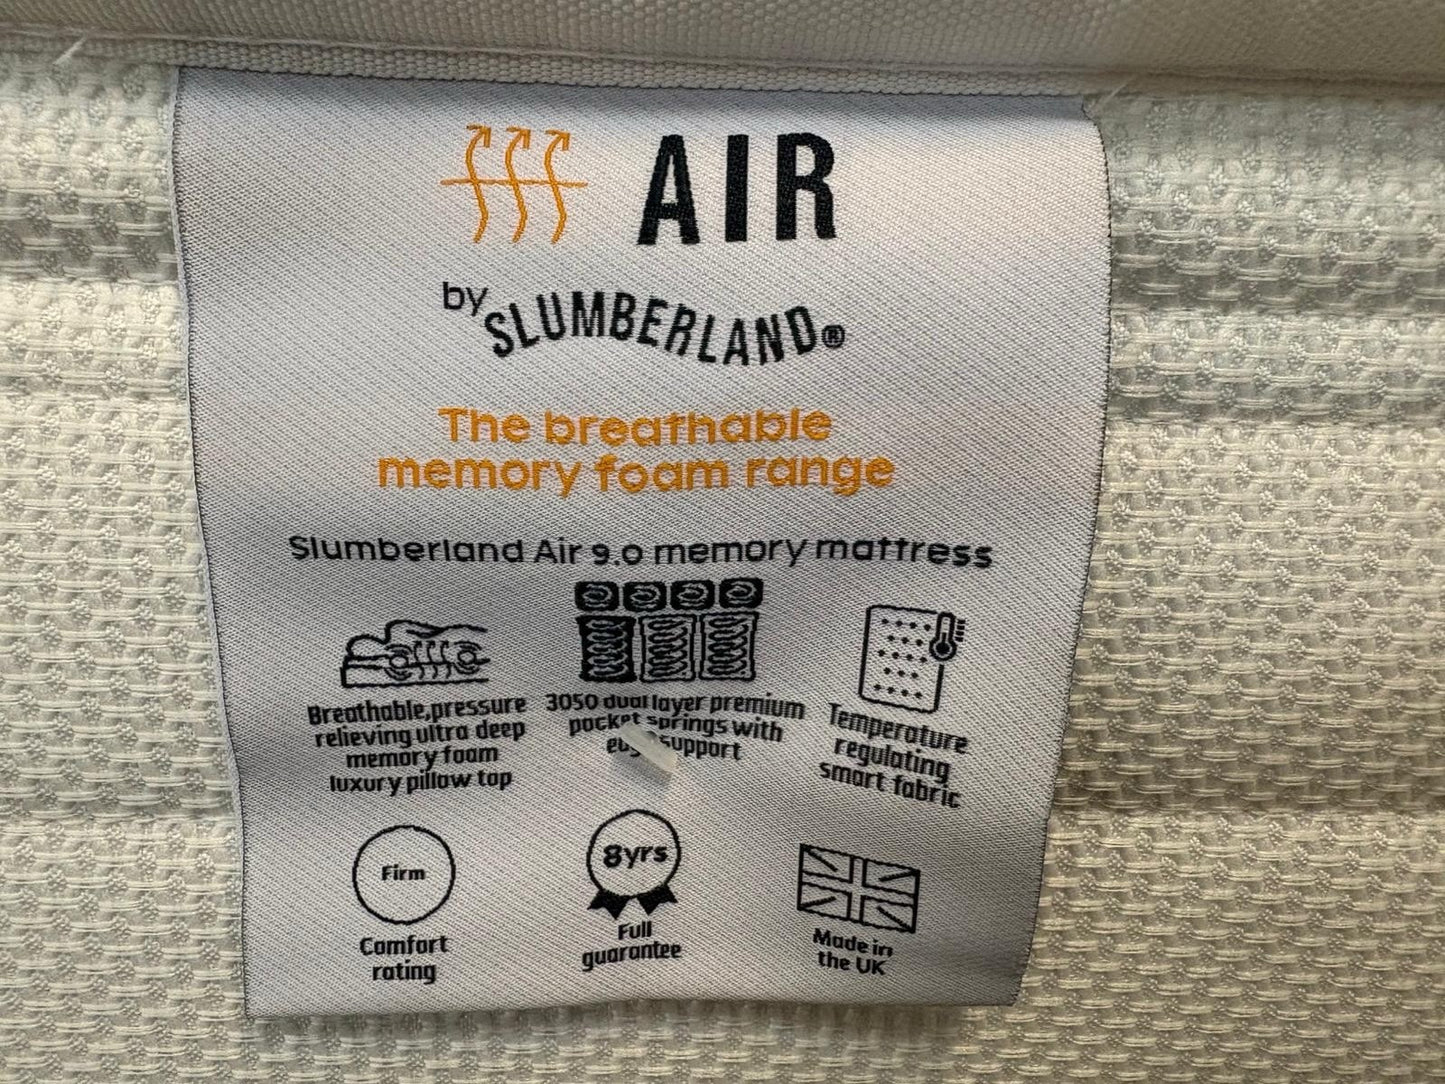 AIR
by SLUMBERLAND®
The breathable
memory foam range
Slumberland Air 9.0 memory mattress
Breathable,pressure
relieving ultra deep
memory foam
luxury pillow top
3050 dual layer premium
pocket springs with
support
Temperature
regulating
smart fabric
Firm
Comfort
rating
8yrs
Full
guarantee
Made in
the UK